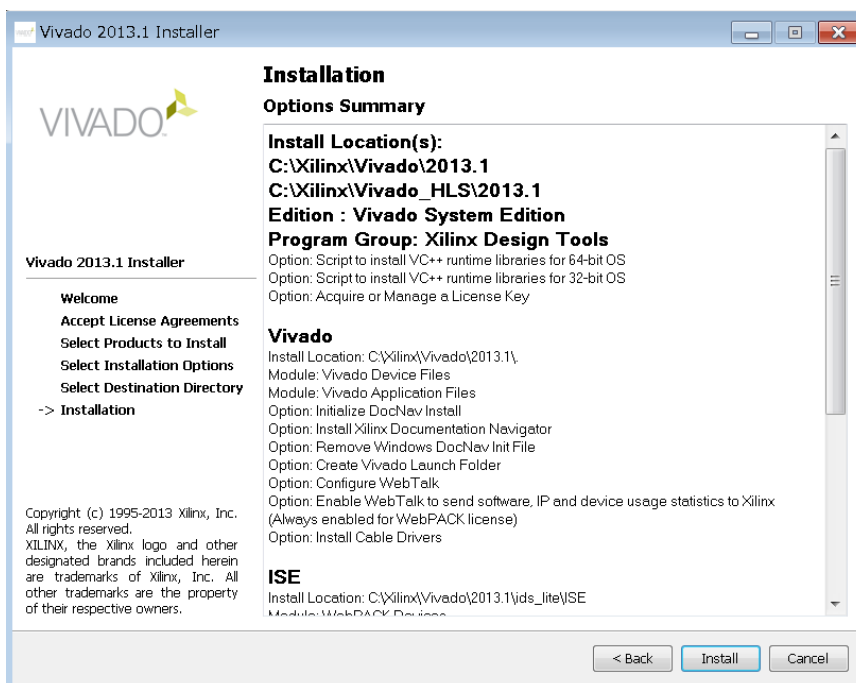 Vivado 2013.1 Installer
VIVADO
Vivado 2013.1 Installer
Welcome
Accept License Agreements
Select Products to Install
Select Installation Options
Select Destination Directory
-> Installation
Copyright (c) 1995-2013 Xilinx, Inc.
All rights reserved.
XILINX, the Xilinx logo and other
designated brands included herein
are trademarks of Xilinx, Inc. All
other trademarks are the property
of their respective owners.
Installation
Options Summary
Install Location(s):
C:\Xilinx\Vivado\2013.1
C:\Xilinx\Vivado_HLS\2013.1
Edition : Vivado System Edition
Program Group: Xilinx Design Tools
Option: Script to install VC++ runtime libraries for 64-bit OS
Option: Script to install VC++ runtime libraries for 32-bit OS
Option: Acquire or Manage a License Key
Vivado
Install Location: C:\Xilinx\Vivado\2013.1\.
Module: Vivado Device Files
Module: Vivado Application Files
Option: Initialize DocNav Install
Option: Install Xilinx Documentation Navigator
Option: Remove Windows DocNav Init File
Option: Create Vivado Launch Folder
Option: Configure WebTalk
Option: Enable WebTalk to send software, IP and device usage statistics to Xilinx
(Always enabled for WebPACK license)
Option: Install Cable Drivers
ISE
Install Location: C:\Xilinx\Vivado\2013.1\ids_lite\ISE
Module: WebPACK Devices
< Back
Install
Cancel